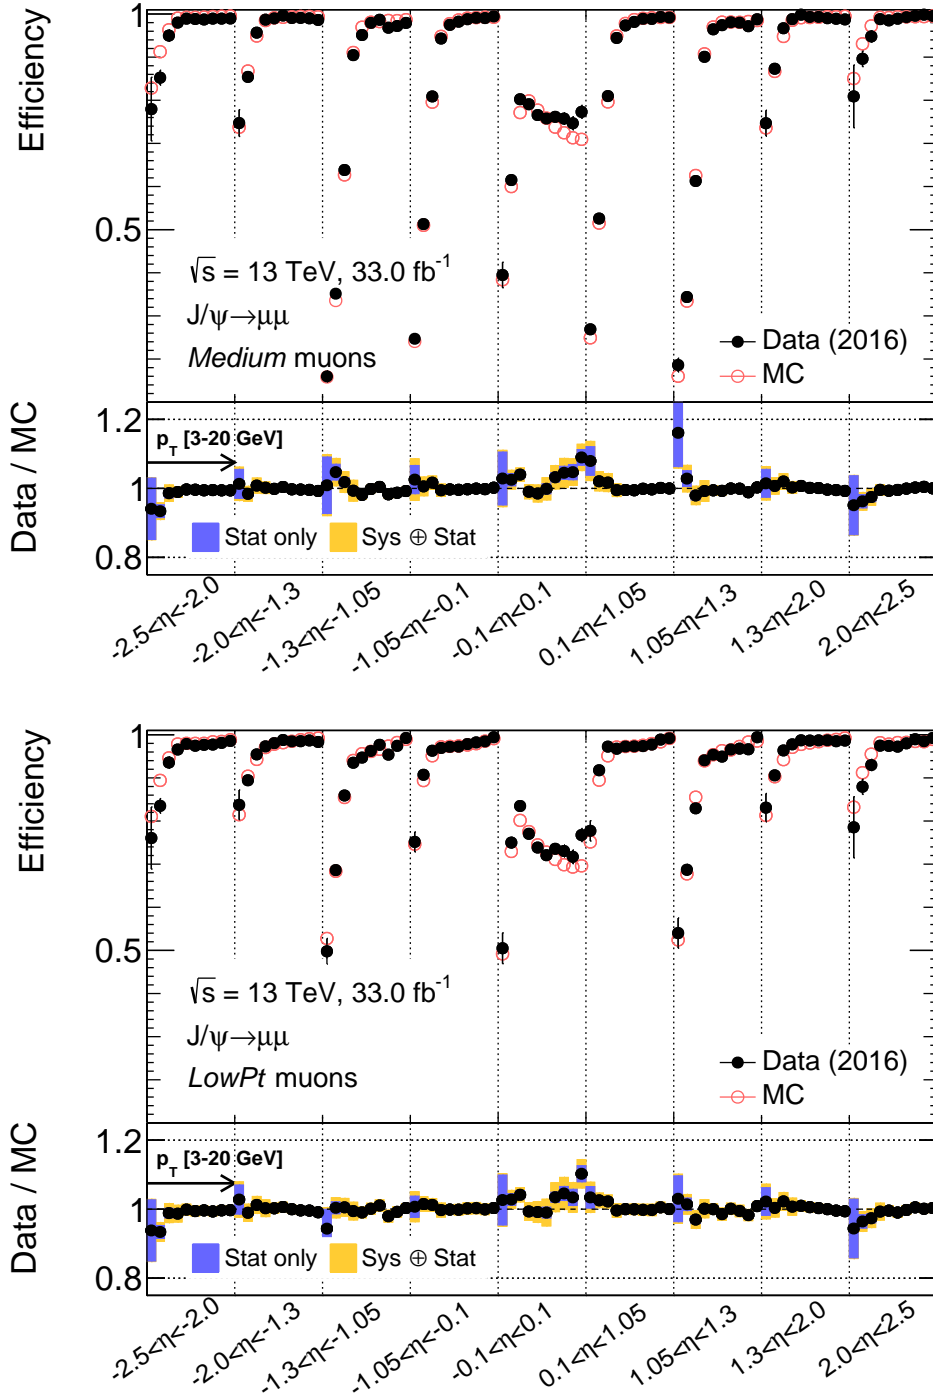 Efficiency
1
0.5
√s = 13 TeV, 33.0 fb⁻¹
J/ψ→μμ
Medium muons
Data (2016)
MC
Data / MC
1.2
1
0.8
p_T [3-20 GeV]
Stat only
Sys ⊕ Stat
-2.5<η<-2.0
-2.0<η<-1.3
-1.3<η<-1.05
-1.05<η<-0.1
-0.1<η<0.1
0.1<η<1.05
1.05<η<1.3
1.3<η<2.0
2.0<η<2.5
Efficiency
1
0.5
√s = 13 TeV, 33.0 fb⁻¹
J/ψ→μμ
LowPt muons
Data (2016)
MC
Data / MC
1.2
1
0.8
p_T [3-20 GeV]
Stat only
Sys ⊕ Stat
-2.5<η<-2.0
-2.0<η<-1.3
-1.3<η<-1.05
-1.05<η<-0.1
-0.1<η<0.1
0.1<η<1.05
1.05<η<1.3
1.3<η<2.0
2.0<η<2.5